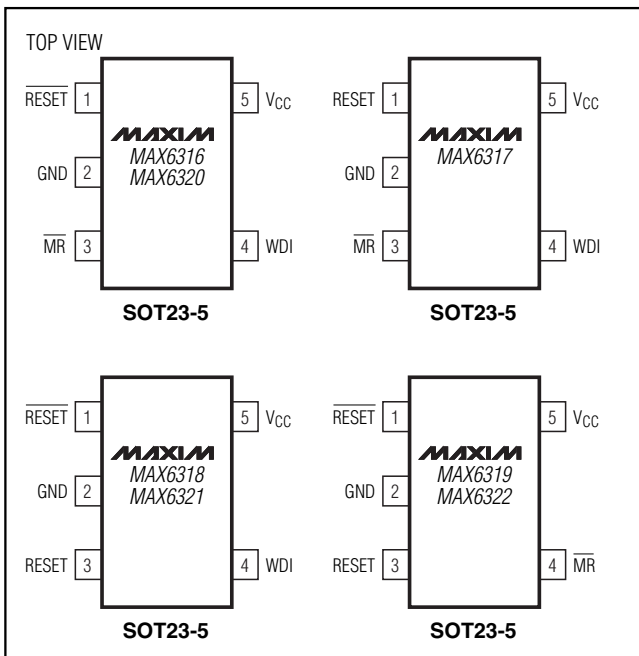 TOP VIEW
RESET 1
5 VCC
MAXIM
MAX6316
MAX6320
GND 2
MR 3
4 WDI
SOT23-5
RESET 1
5 VCC
MAXIM
MAX6317
GND 2
MR 3
4 WDI
SOT23-5
RESET 1
5 VCC
MAXIM
MAX6318
MAX6321
GND 2
RESET 3
4 WDI
SOT23-5
RESET 1
5 VCC
MAXIM
MAX6319
MAX6322
GND 2
RESET 3
4 MR
SOT23-5